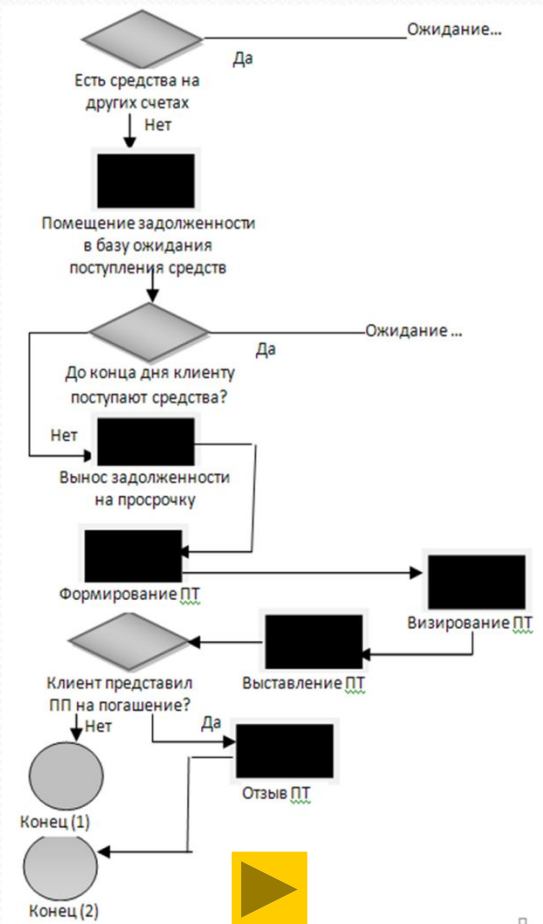 Ожидание...
Да
Есть средства на
других счетах
Нет
Помещение задолженности
в базу ожидания
поступления средств
Ожидание ...
Да
До конца дня клиенту
поступают средства?
Нет
Вынос задолженности
на просрочку
Формирование ПТ
Визирование ПТ
Выставление ПТ
Клиент представил
ПП на погашение?
Нет
Да
Отзыв ПТ
Конец (1)
Конец (2)